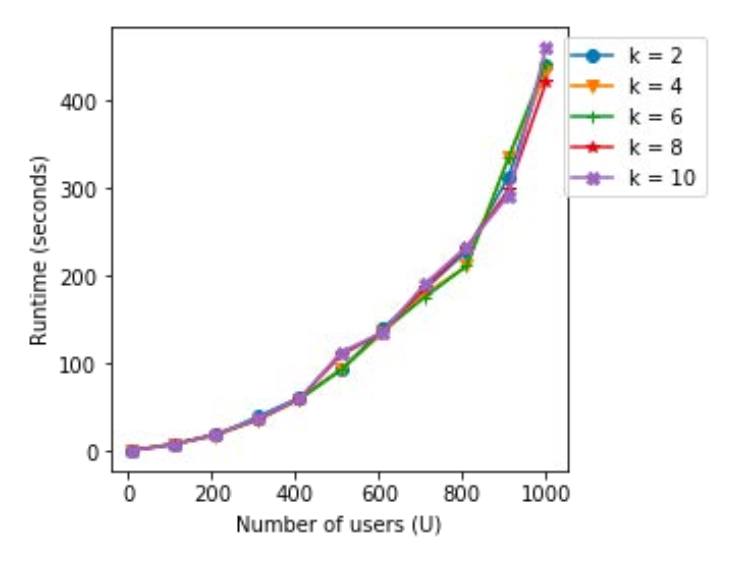 k = 2
k = 4
k = 6
k = 8
k = 10
400
300
200
100
0
Runtime (seconds)
0 200 400 600 800 1000
Number of users (U)